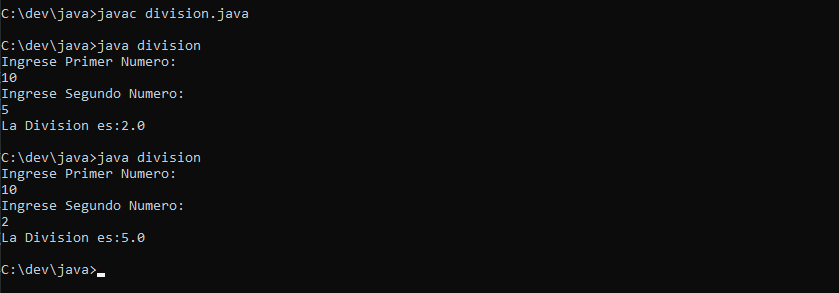 C:\dev\java>javac division.java
C:\dev\java>java division
Ingrese Primer Numero:
10
Ingrese Segundo Numero:
5
La Division es:2.0
C:\dev\java>java division
Ingrese Primer Numero:
10
Ingrese Segundo Numero:
2
La Division es:5.0
C:\dev\java>